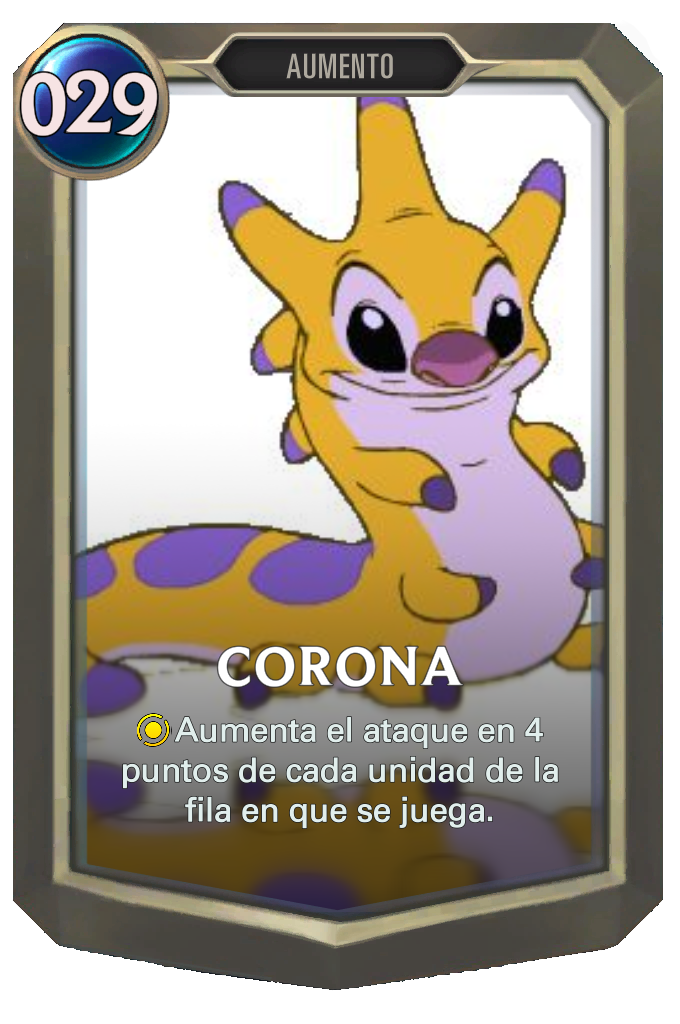 AUMENTO
029
CORONA
Aumenta el ataque en 4
puntos de cada unidad de la
fila en que se juega.